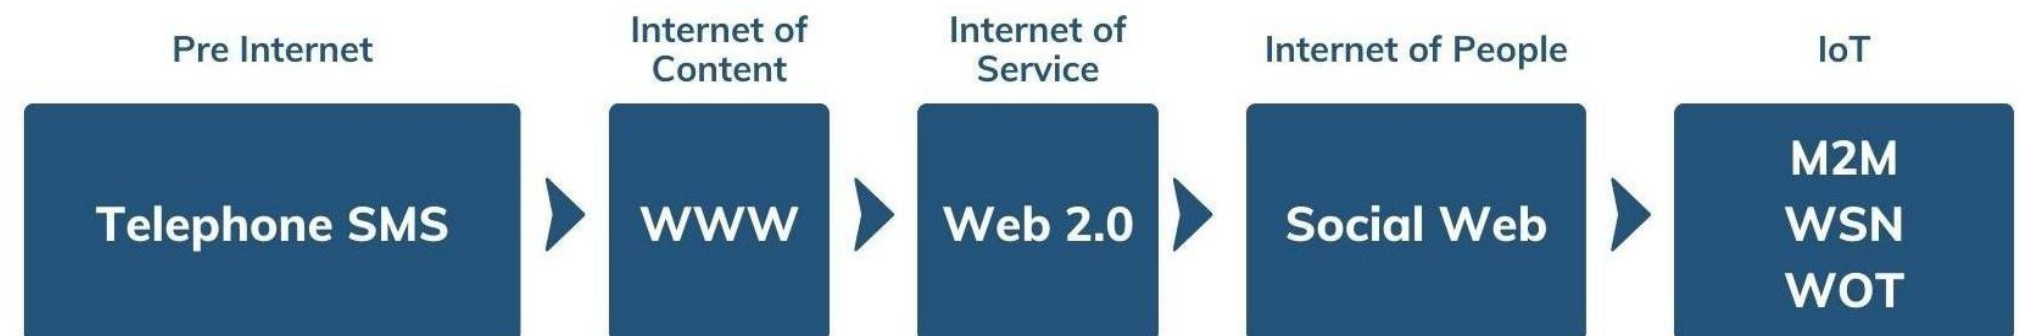 Pre Internet
Telephone SMS
Internet of
Content
WWW
Internet of
Service
Web 2.0
Internet of People
Social Web
IoT
M2M
WSN
WOT